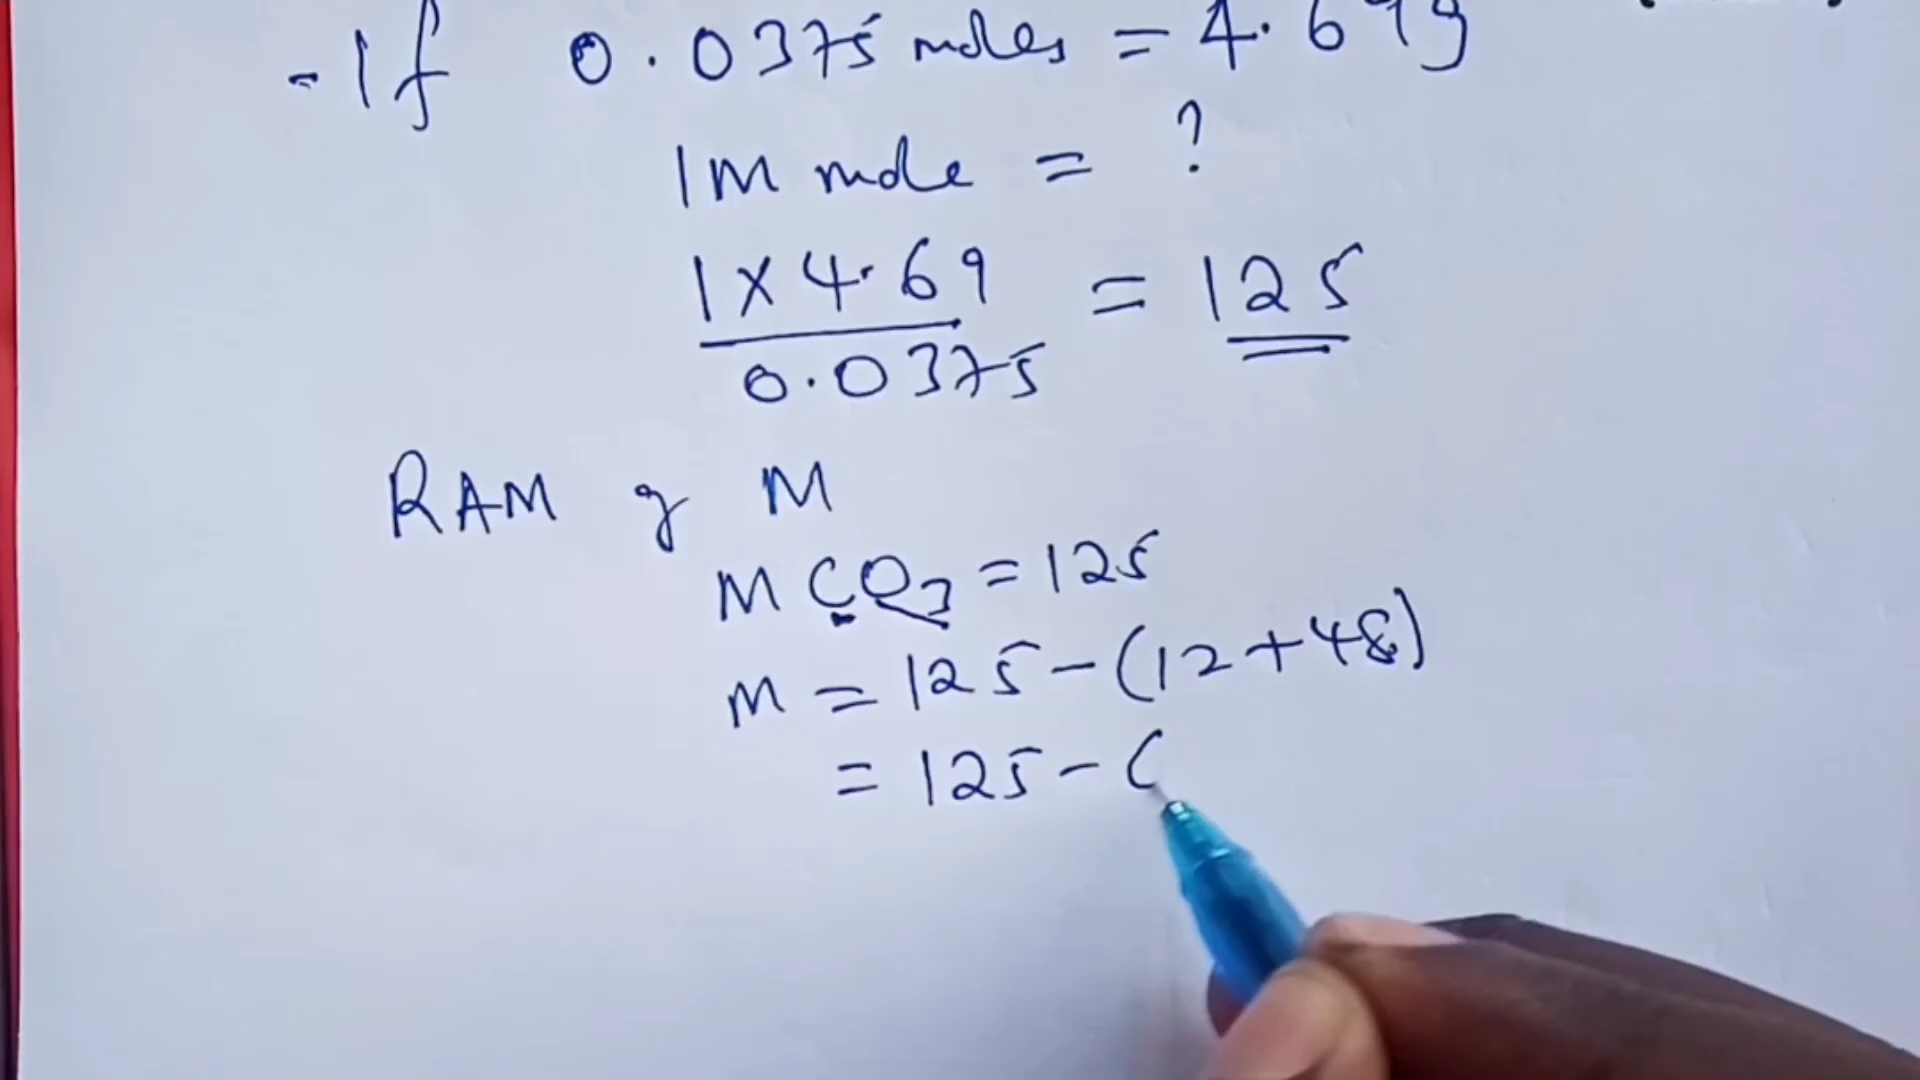 - If 0.0375 moles = 4.69g
1M mole = ?
1 X 4.69 = 125
0.0375
RAM of M
MCO3 = 125
M = 125 - (12 + 48)
= 125 - (